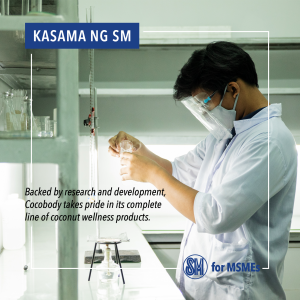 KASAMA NG SM
Backed by research and development,
Cocobody takes pride in its complete
line of coconut wellness products.
SM for MSMEs